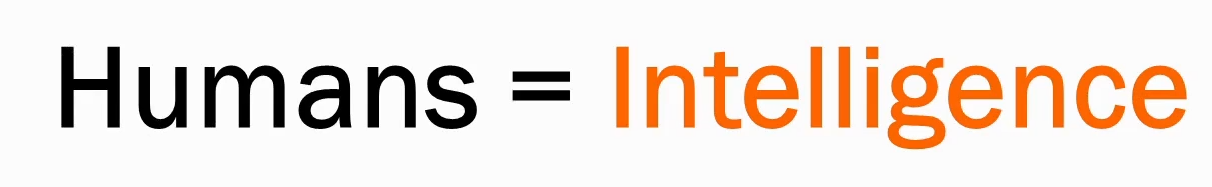 Humans = Intelligence